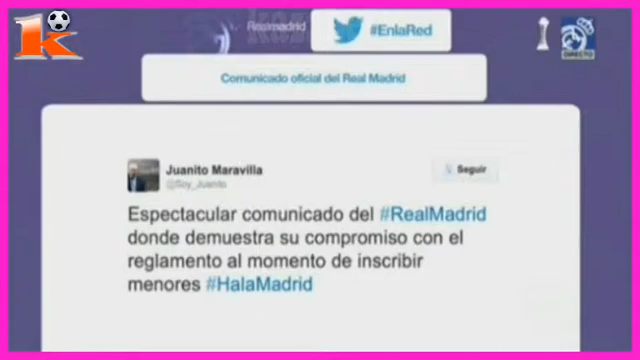 Realmadrid
#EnlaRed
DIRECTO
Comunicado oficial del Real Madrid
Juanito Maravilla
@Soy_Juanito
Seguir
Espectacular comunicado del #RealMadrid
donde demuestra su compromiso con el
reglamento al momento de inscribir
menores #HalaMadrid